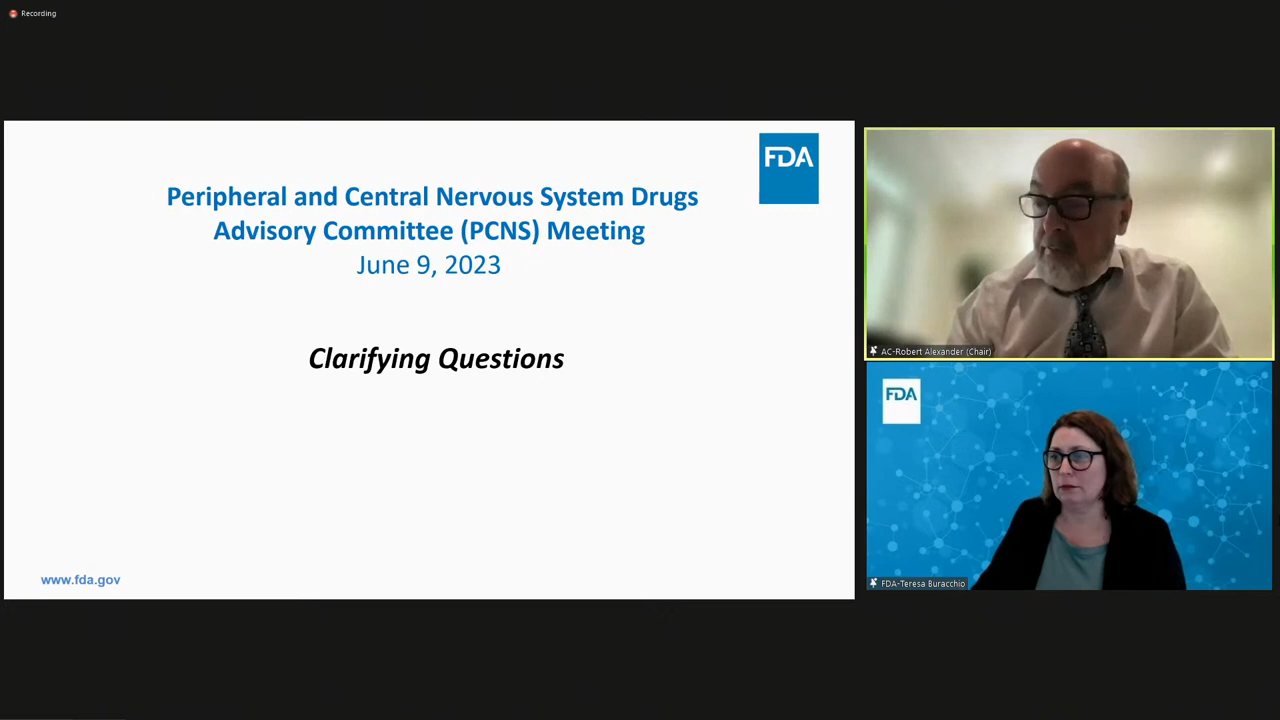 Recording
FDA
Peripheral and Central Nervous System Drugs
Advisory Committee (PCNS) Meeting
June 9, 2023
Clarifying Questions
www.fda.gov
AC-Robert Alexander (Chair)
FDA
FDA-Teresa Buracchio